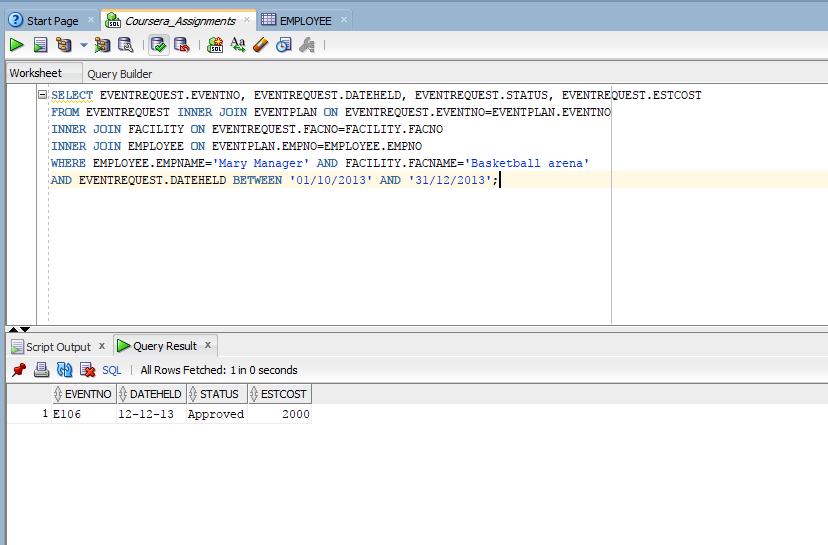 Start Page Coursera_Assignments EMPLOYEE
Worksheet Query Builder
SELECT EVENTREQUEST.EVENTNO, EVENTREQUEST.DATEHELD, EVENTREQUEST.STATUS, EVENTREQUEST.ESTCOST
FROM EVENTREQUEST INNER JOIN EVENTPLAN ON EVENTREQUEST.EVENTNO=EVENTPLAN.EVENTNO
INNER JOIN FACILITY ON EVENTREQUEST.FACNO=FACILITY.FACNO
INNER JOIN EMPLOYEE ON EVENTPLAN.EMPNO=EMPLOYEE.EMPNO
WHERE EMPLOYEE.EMPNAME='Mary Manager' AND FACILITY.FACNAME='Basketball arena'
AND EVENTREQUEST.DATEHELD BETWEEN '01/10/2013' AND '31/12/2013';
Script Output x Query Result x
SQL | All Rows Fetched: 1 in 0 seconds
EVENTNO DATEHELD STATUS ESTCOST
1 E106 12-12-13 Approved 2000